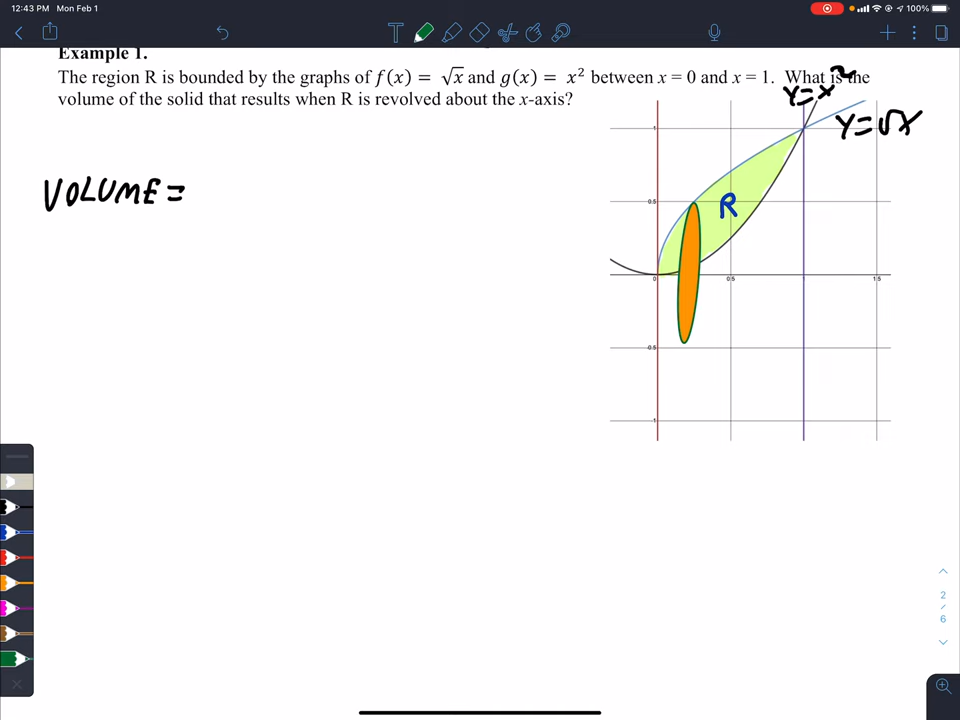 12:43 PM Mon Feb 1
100%
Example 1.
The region R is bounded by the graphs of f(x) = √x and g(x) = x² between x = 0 and x = 1. What is the
volume of the solid that results when R is revolved about the x-axis?
y=x²
y=√x
VOLUME=
R
1
0.5
0
0.5
1
1.5
-0.5
-1
2
/
6